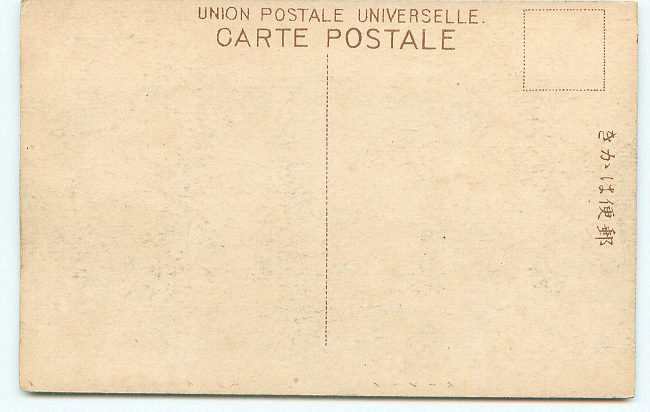 UNION POSTALE UNIVERSELLE.
CARTE POSTALE
郵便はかき